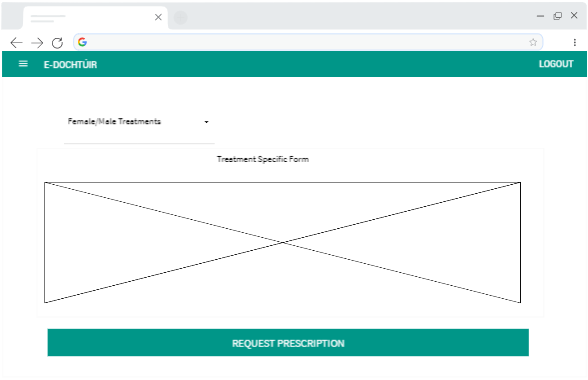 E-DOCHTÚIR
LOGOUT
Female/Male Treatments
Treatment Specific Form
REQUEST PRESCRIPTION